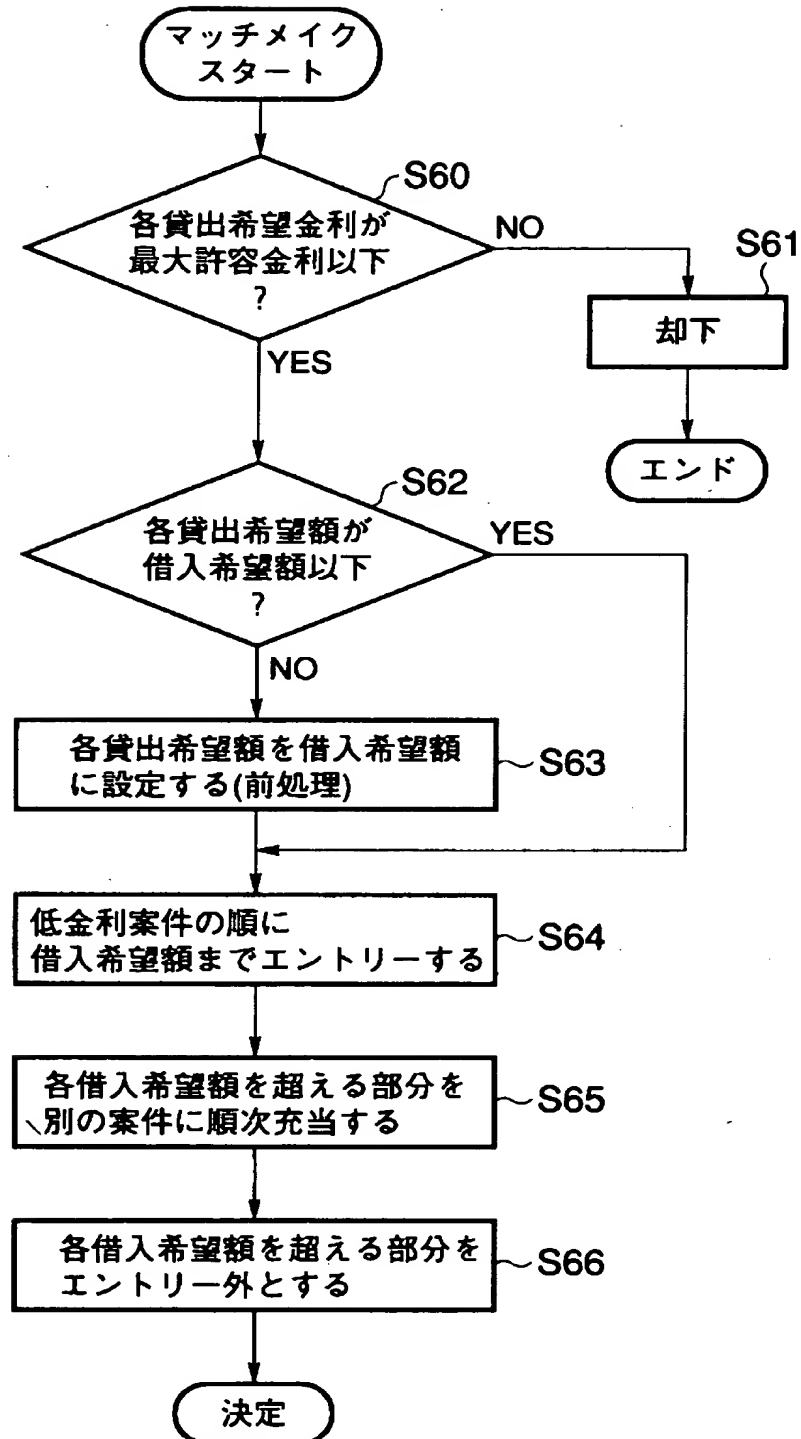 マッチメイク
スタート
S60
各貸出希望金利が
最大許容金利以下
?
NO
S61
却下
エンド
YES
S62
各貸出希望額が
借入希望額以下
?
YES
NO
各貸出希望額を借入希望額
に設定する(前処理)
S63
低金利案件の順に
借入希望額までエントリーする
S64
各借入希望額を超える部分を
別の案件に順次充当する
S65
各借入希望額を超える部分を
エントリー外とする
S66
決定